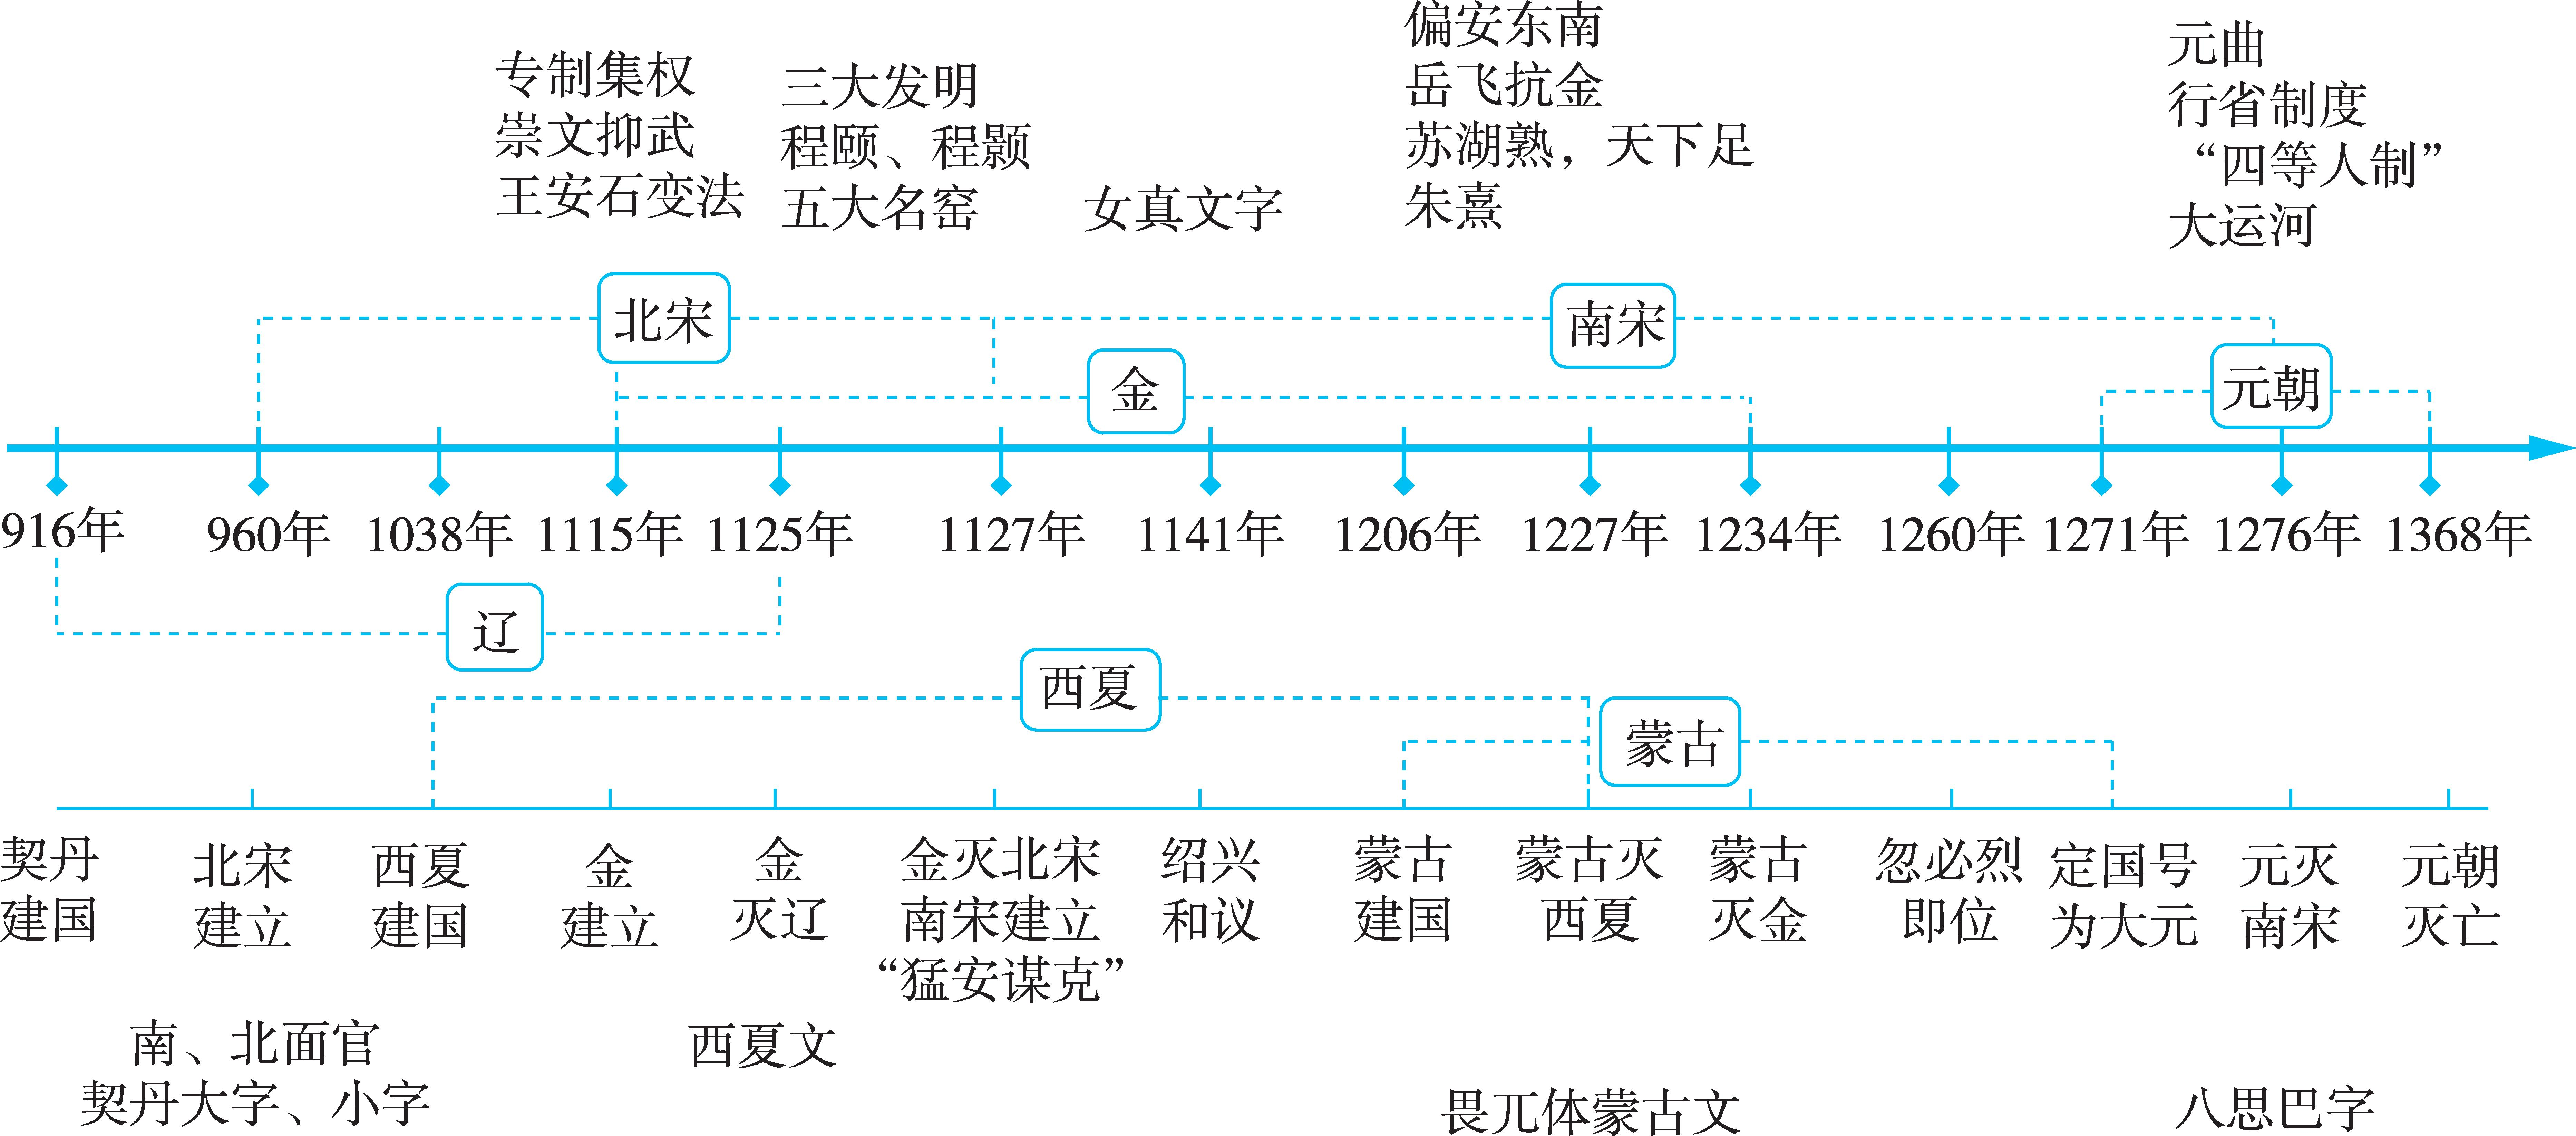 专制集权
崇文抑武
王安石变法
三大发明
程颐、程颢
五大名窑
女真文字
偏安东南
岳飞抗金
苏湖熟，天下足
朱熹
元曲
行省制度
“四等人制”
大运河
北宋
南宋
金
元朝
916年
960年
1038年
1115年
1125年
1127年
1141年
1206年
1227年
1234年
1260年
1271年
1276年
1368年
辽
西夏
蒙古
契丹
建国
北宋
建立
西夏
建国
金
建立
金
灭辽
金灭北宋
南宋建立
“猛安谋克”
绍兴
和议
蒙古
建国
蒙古灭
西夏
蒙古
灭金
忽必烈
即位
定国号
为大元
元灭
南宋
元朝
灭亡
南、北面官
契丹大字、小字
西夏文
畏兀体蒙古文
八思巴字